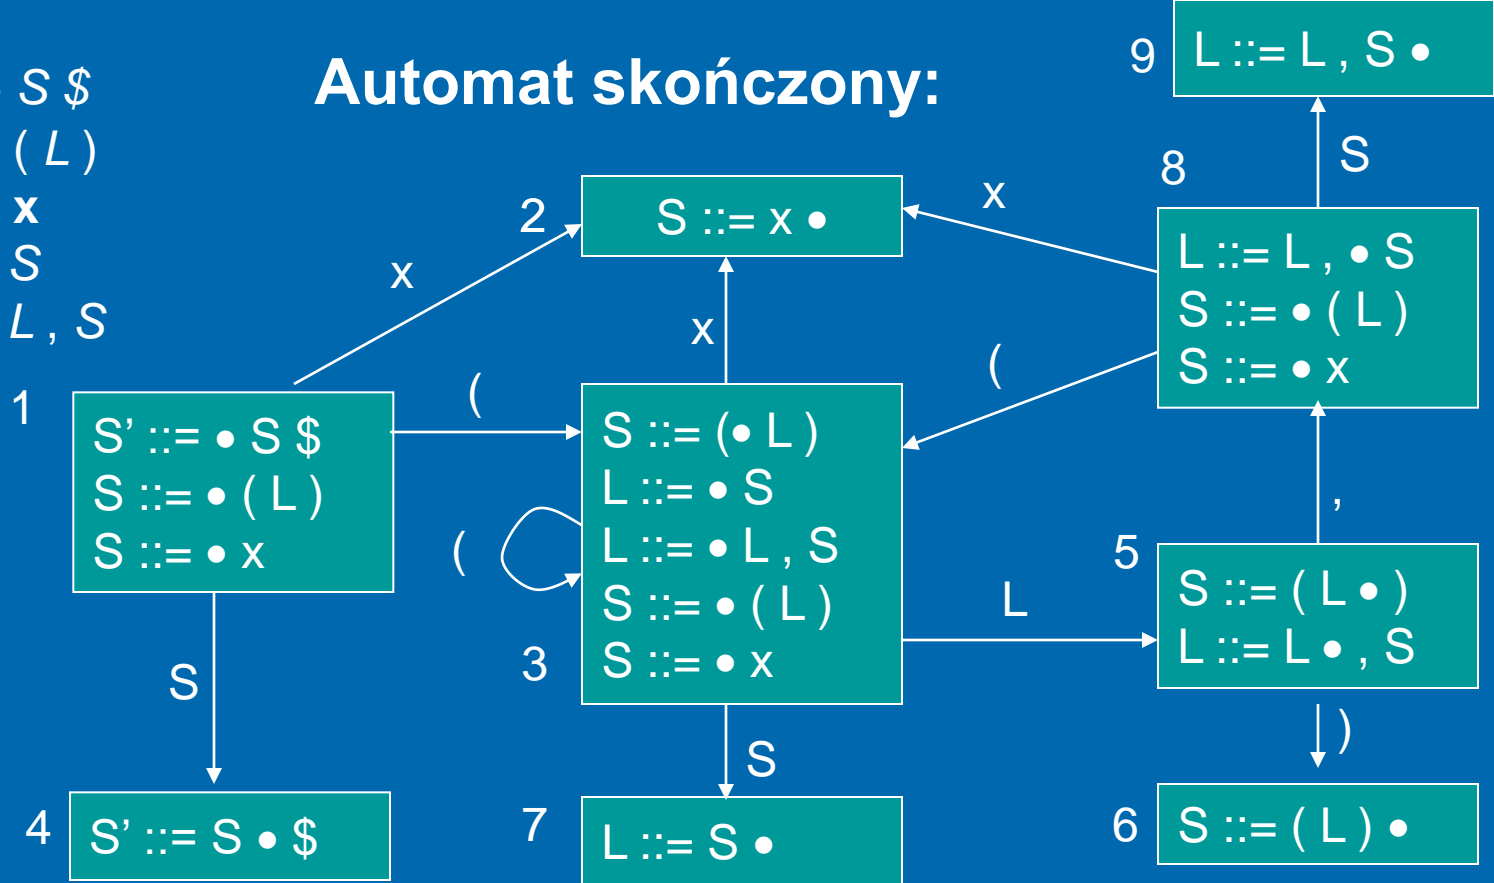 Automat skończony:
S $
( L )
x
S
L , S
9
L ::= L , S ●
S
8
L ::= L , ● S
S ::= ● ( L )
S ::= ● x
2
S ::= x ●
x
x
x
(
(
(
1
S’ ::= ● S $
S ::= ● ( L )
S ::= ● x
S
3
S ::= (● L )
L ::= ● S
L ::= ● L , S
S ::= ● ( L )
S ::= ● x
L
S
,
5
S ::= ( L ● )
L ::= L ● , S
)
4
S’ ::= S ● $
7
L ::= S ●
6
S ::= ( L ) ●